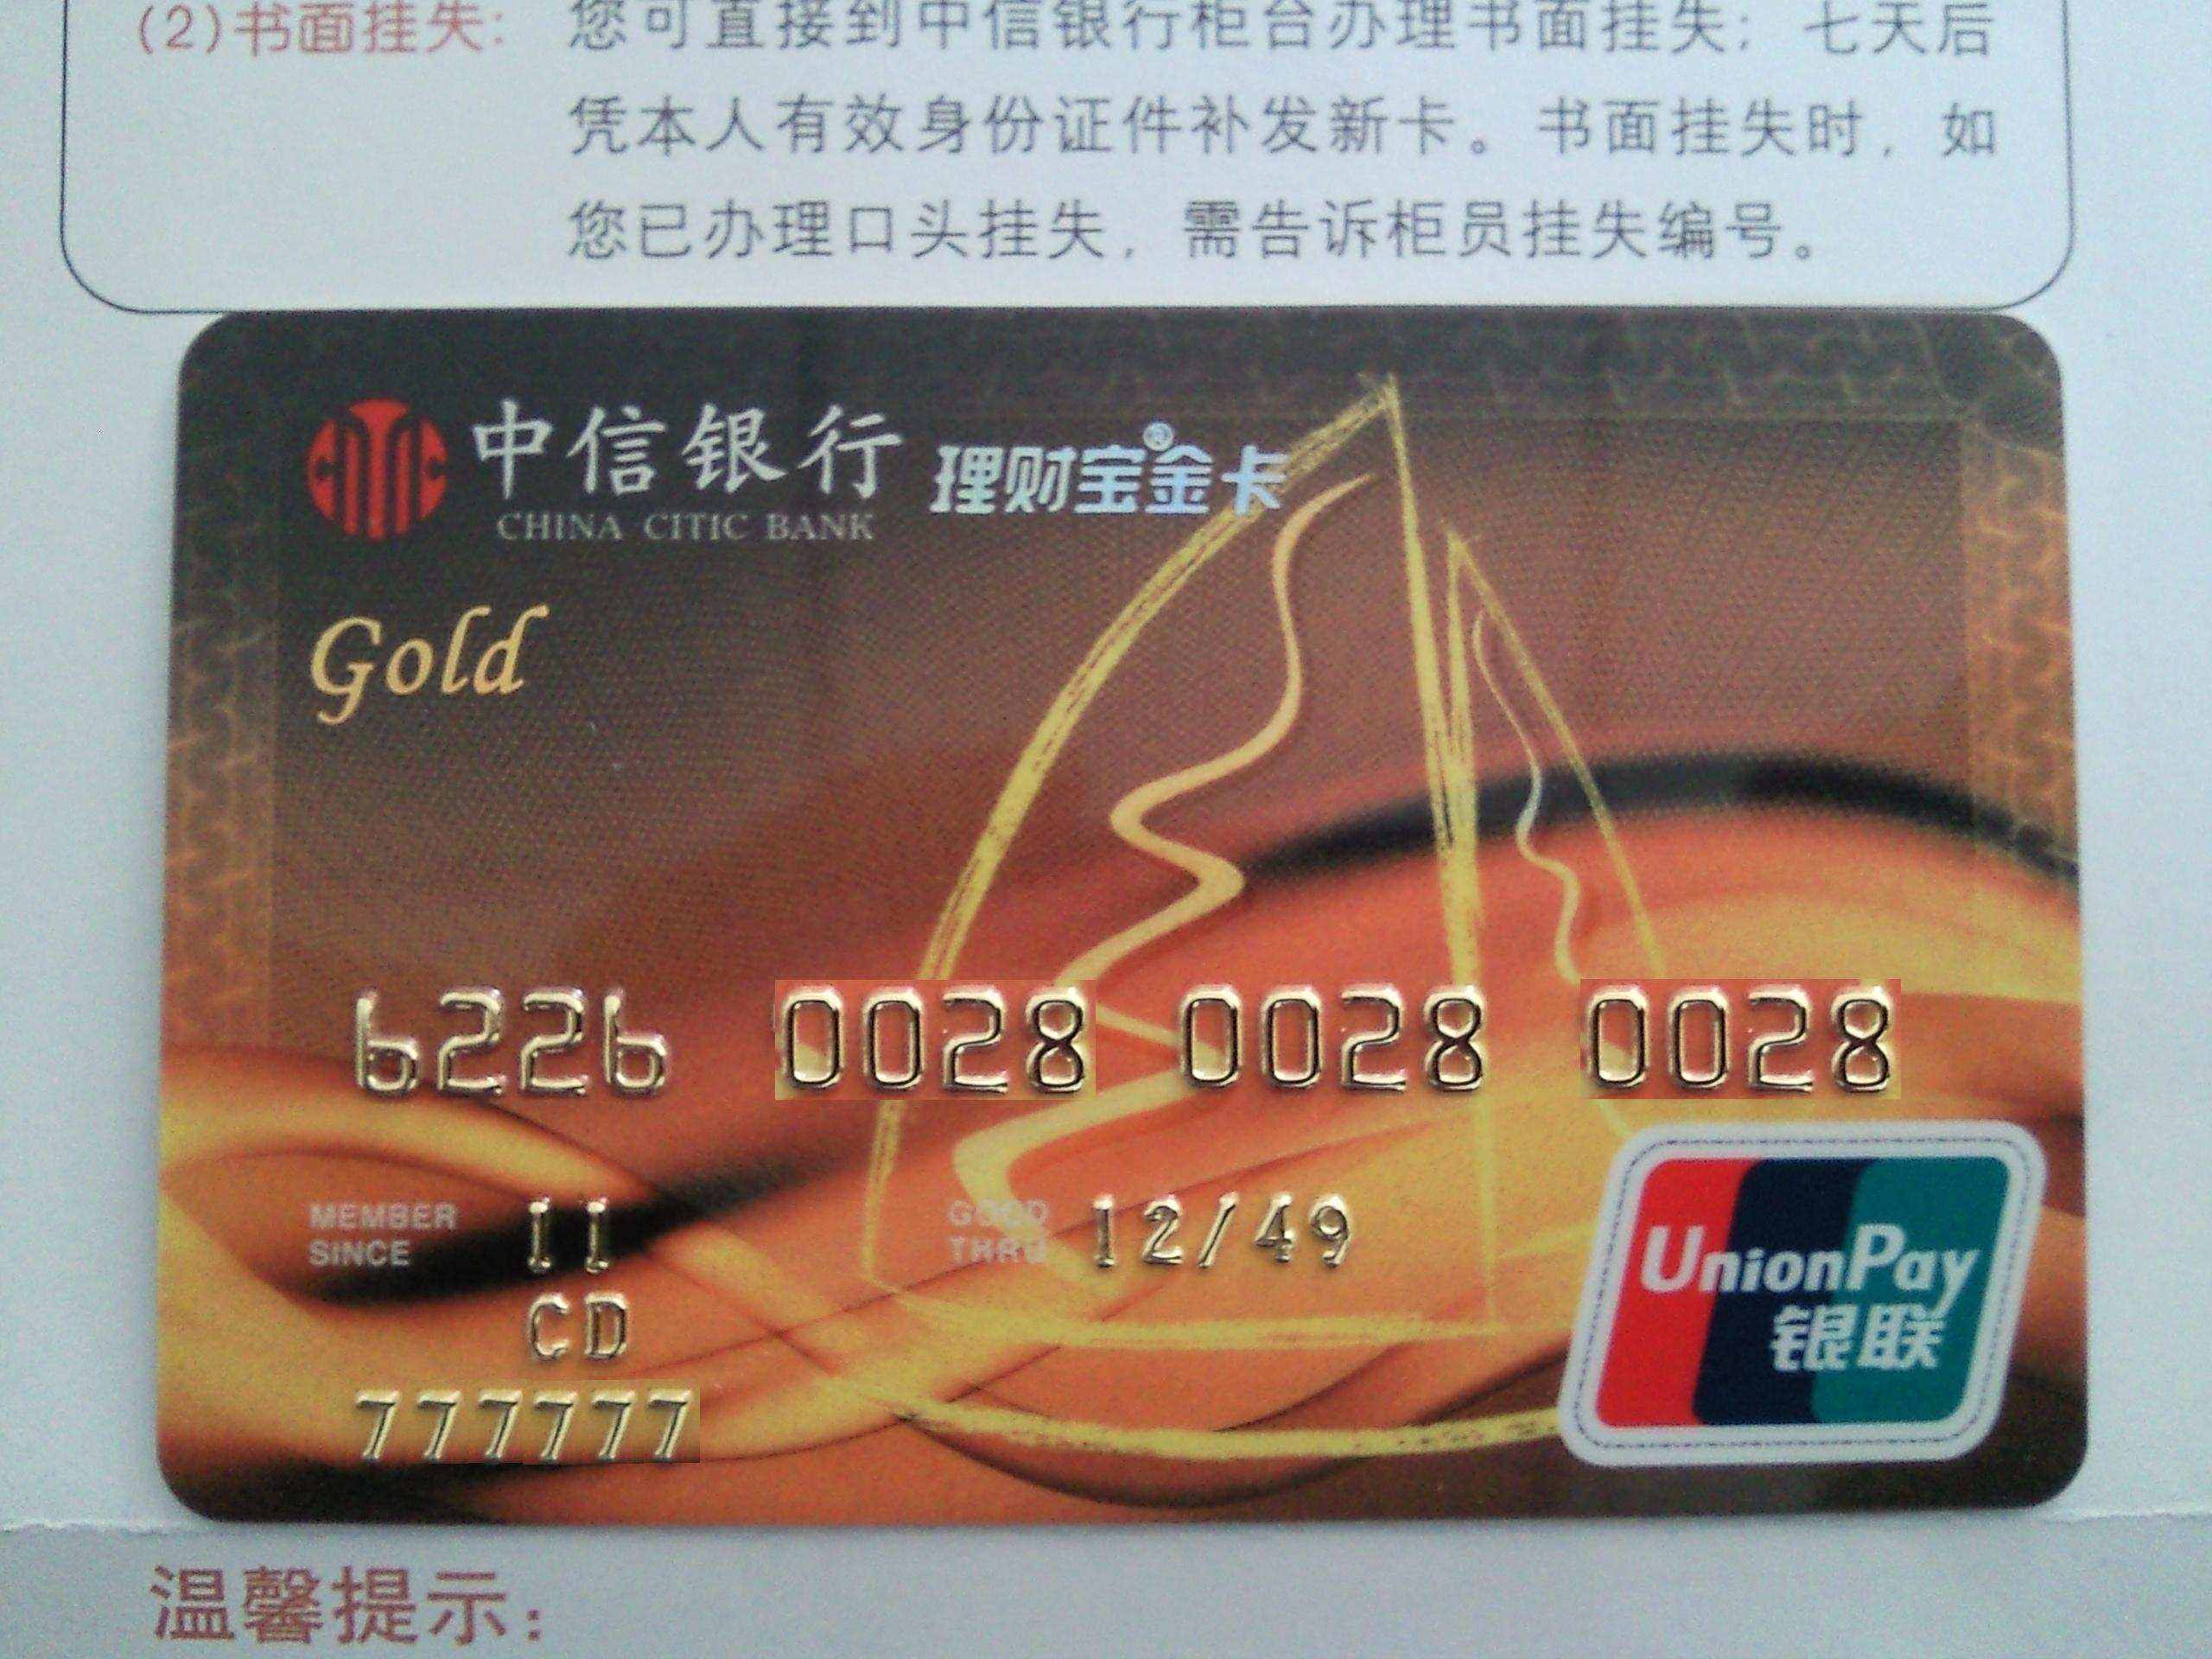 (2)书面挂失: 您可直接到中信银行柜台办理书面挂失; 七天后
凭本人有效身份证件补发新卡。书面挂失时，如
您已办理口头挂失，需告诉柜员挂失编号。
中信银行 理财宝金卡
CHINA CITIC BANK
Gold
6226 0028 0028 0028
MEMBER SINCE 11
GOOD THRU 12/49
CD
777777
UnionPay
银联
温馨提示: